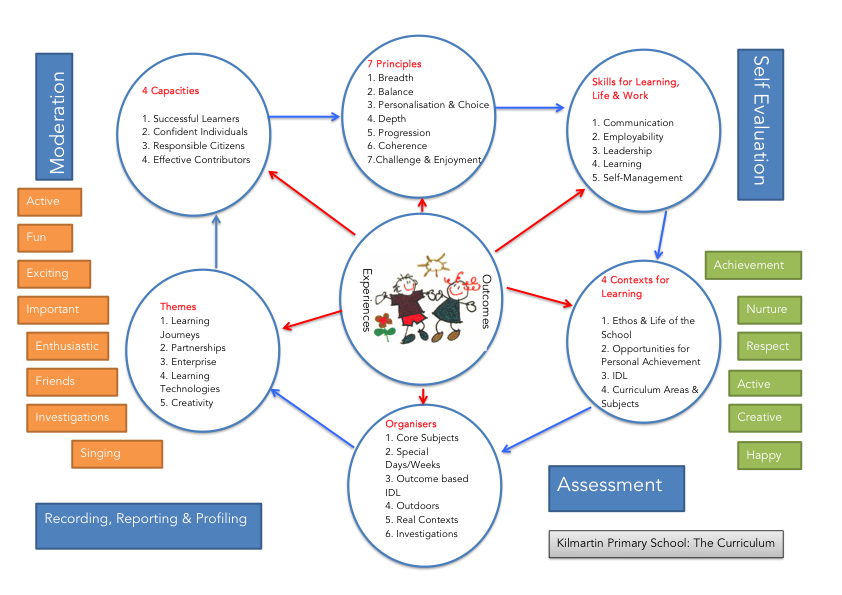 Moderation
Active
Fun
Exciting
Important
Enthusiastic
Friends
Investigations
Singing
Recording, Reporting & Profiling
4 Capacities
1. Successful Learners
2. Confident Individuals
3. Responsible Citizens
4. Effective Contributors
7 Principles
1. Breadth
2. Balance
3. Personalisation & Choice
4. Depth
5. Progression
6. Coherence
7.Challenge & Enjoyment
Skills for Learning,
Life & Work
1. Communication
2. Employability
3. Leadership
4. Learning
5. Self-Management
Self Evaluation
Themes
1. Learning
Journeys
2. Partnerships
3. Enterprise
4. Learning
Technologies
5. Creativity
Experiences
Outcomes
4 Contexts for
Learning
1. Ethos & Life of the
School
2. Opportunities for
Personal Achievement
3. IDL
4. Curriculum Areas &
Subjects
Achievement
Nurture
Respect
Active
Creative
Happy
Organisers
1. Core Subjects
2. Special
Days/Weeks
3. Outcome based
IDL
4. Outdoors
5. Real Contexts
6. Investigations
Assessment
Kilmartin Primary School: The Curriculum